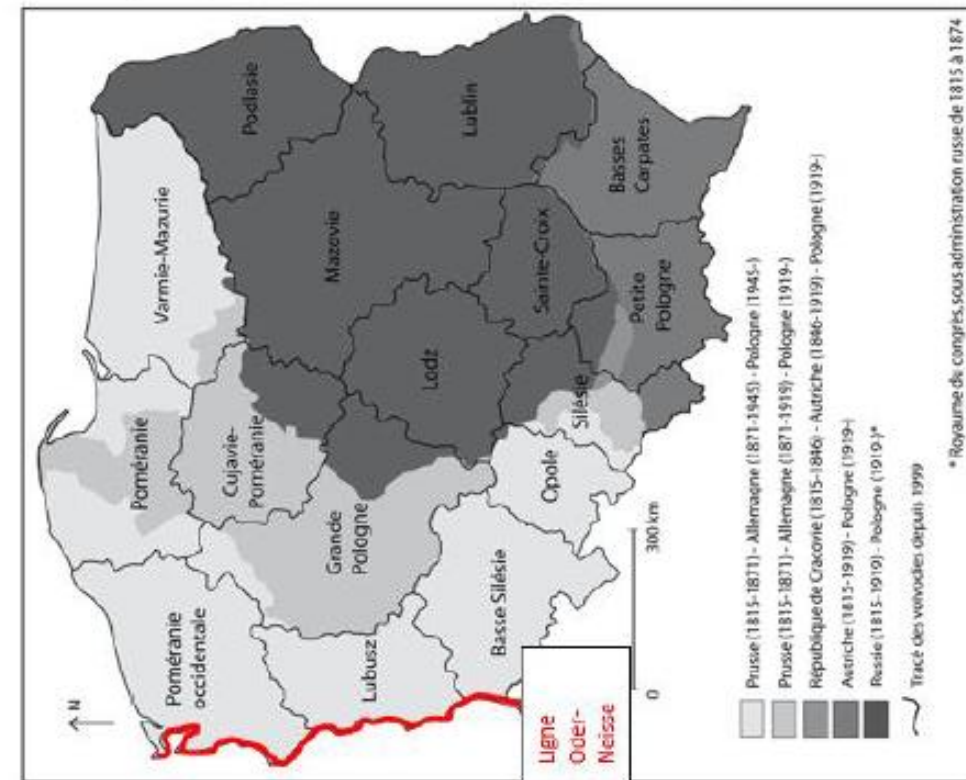 N
Poméranie
occidentale
Poméranie
Varmie-Mazurie
Podlasie
Cujavie-
Poméranie
Mazovie
Lubusz
Grande
Pologne
Lodz
Lublin
Basse Silésie
Opole
Silésie
Sainte-Croix
Petite
Pologne
Basses
Carpates
Ligne
Oder-
Neisse
0
300 km
Prusse (1815-1871) - Allemagne (1871-1945) - Pologne (1945-)
Prusse (1815-1871) - Allemagne (1871-1919) - Pologne (1919-)
République de Cracovie (1815-1846) - Autriche (1846-1919) - Pologne (1919-)
Autriche (1815-1919) - Pologne (1919-)
Russie (1815-1919) - Pologne (1919-)*
Tracé des voïvodies depuis 1999
* Royaume de congrès, sous administration russe de 1815 à 1874